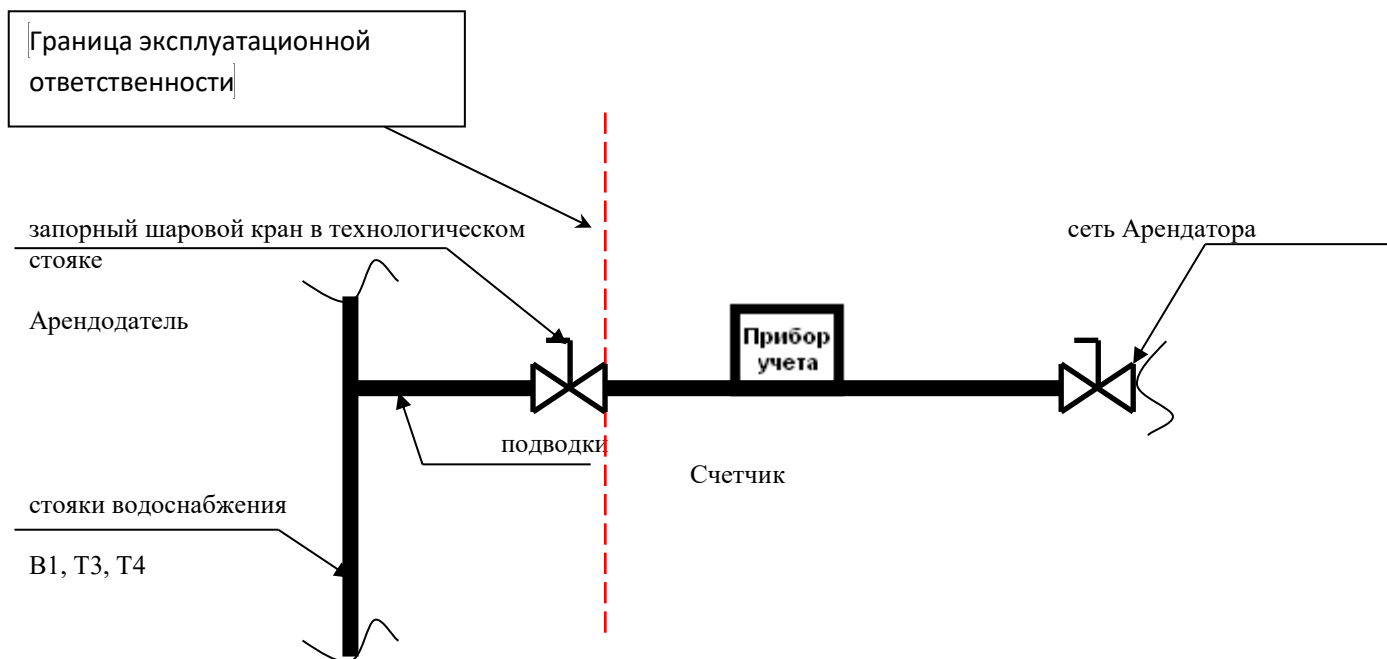 Граница эксплуатационной
ответственности
запорный шаровой кран в технологическом
стояке
сеть Арендатора
Арендодатель
Прибор
учета
подводки
Счетчик
стояки водоснабжения
В1, Т3, Т4